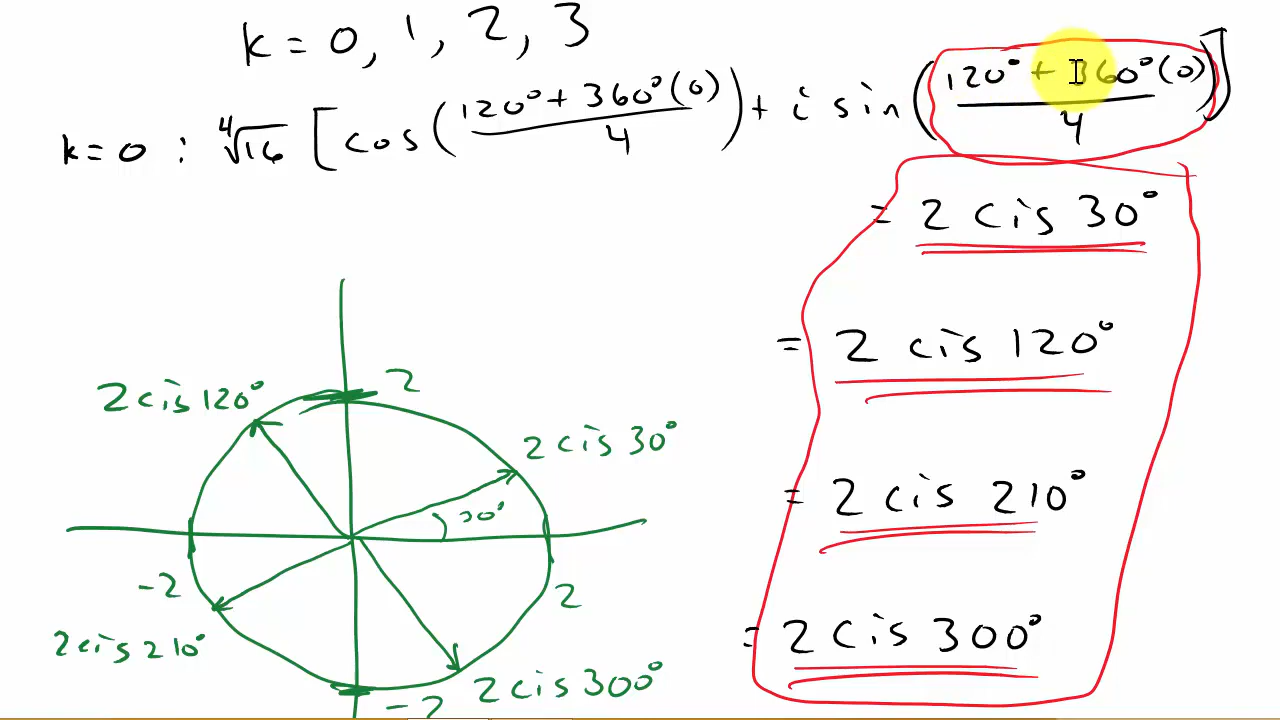 k = 0, 1, 2, 3
k = 0 : ∜16 [cos((120° + 360°(0))/4) + i sin((120° + 360°(0))/4)]
= 2 cis 30°
= 2 cis 120°
= 2 cis 210°
= 2 cis 300°
2
2 cis 120°
2 cis 30°
30°
-2
2
2 cis 210°
2 cis 300°
-2